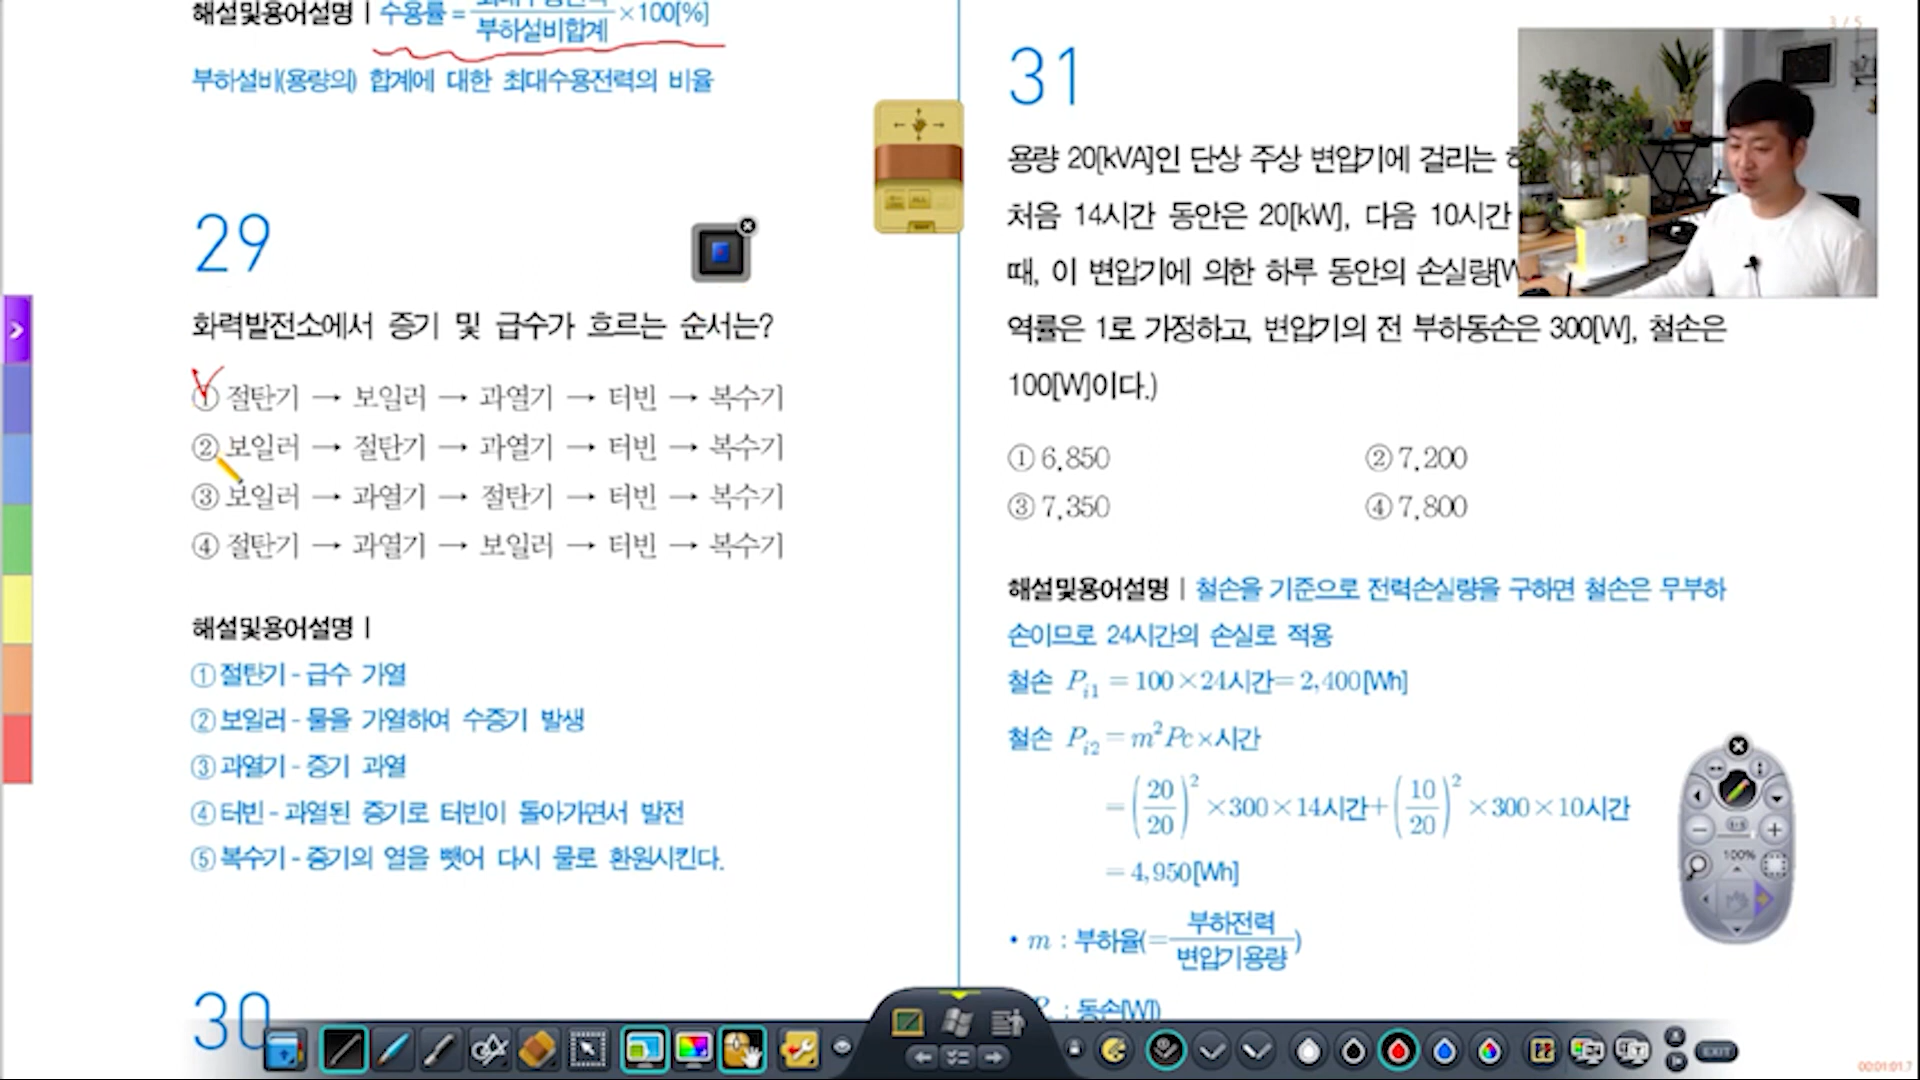 해설및용어설명 | 수용률 = 최대수용전력 / 부하설비합계 ×100[%]
부하설비(용량의) 합계에 대한 최대수용전력의 비율
29
화력발전소에서 증기 및 급수가 흐르는 순서는?
① 절탄기 → 보일러 → 과열기 → 터빈 → 복수기
② 보일러 → 절탄기 → 과열기 → 터빈 → 복수기
③ 보일러 → 과열기 → 절탄기 → 터빈 → 복수기
④ 절탄기 → 과열기 → 보일러 → 터빈 → 복수기
해설및용어설명 |
① 절탄기 - 급수 가열
② 보일러 - 물을 가열하여 수증기 발생
③ 과열기 - 증기 과열
④ 터빈 - 과열된 증기로 터빈이 돌아가면서 발전
⑤ 복수기 - 증기의 열을 뺏어 다시 물로 환원시킨다.
30
3 / 5
31
용량 20[kVA]인 단상 주상 변압기에 걸리는
처음 14시간 동안은 20[kW], 다음 10시간
때, 이 변압기에 의한 하루 동안의 손실량[W
역률은 1로 가정하고, 변압기의 전 부하동손은 300[W], 철손은
100[W]이다.)
① 6,850 ② 7,200
③ 7,350 ④ 7,800
해설및용어설명 | 철손을 기준으로 전력손실량을 구하면 철손은 무부하
손이므로 24시간의 손실로 적용
철손 Pi1 = 100×24시간= 2,400[Wh]
철손 Pi2 = m²Pc×시간
= (20/20)² ×300×14시간+ (10/20)² ×300×10시간
= 4,950[Wh]
• m : 부하율(= 부하전력 / 변압기용량)
: 동손[W])
100%
EXIT
00:01:01.7